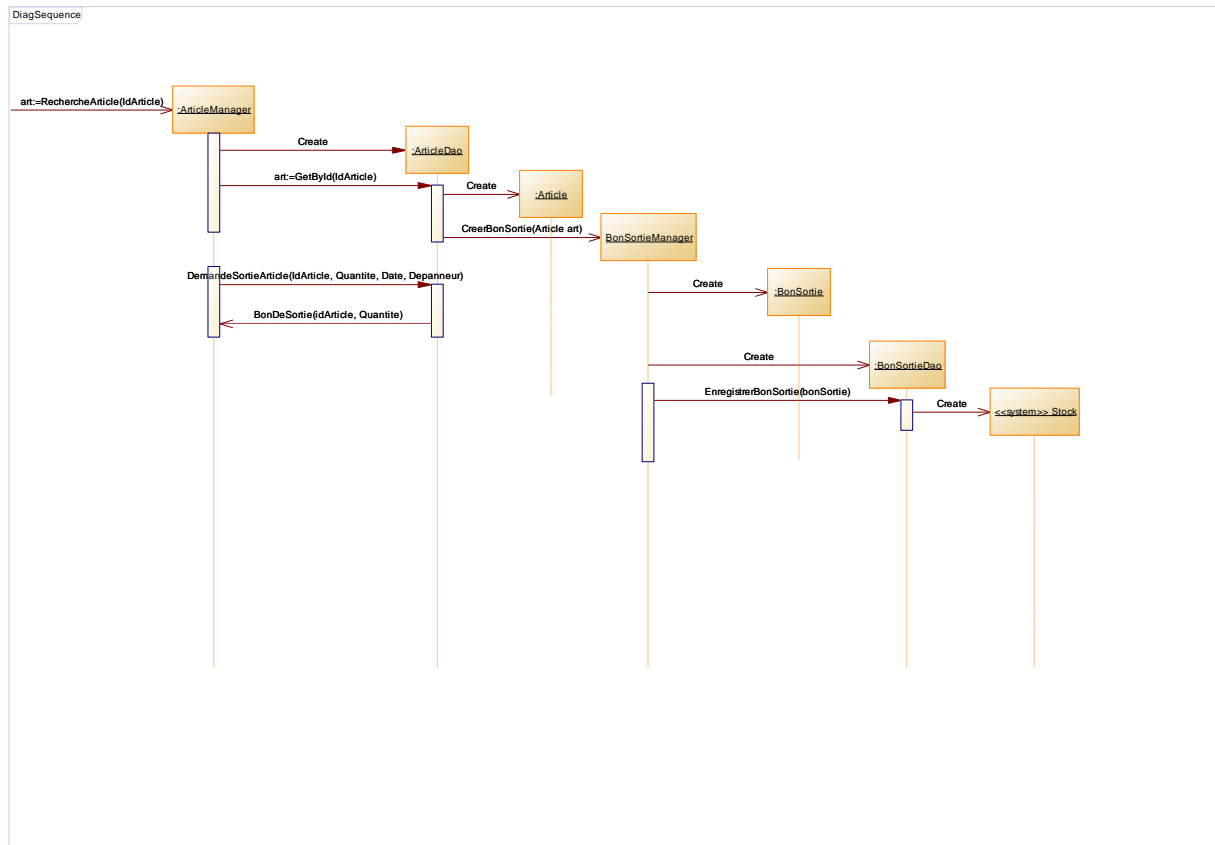 DiagSequence
art:=RechercheArticle(IdArticle)
:ArticleManager
Create
:ArticleDao
art:=GetById(IdArticle)
Create
:Article
CreerBonSortie(Article art)
BonSortieManager
DemandeSortieArticle(IdArticle, Quantite, Date, Depanneur)
Create
:BonSortie
BonDeSortie(idArticle, Quantite)
Create
:BonSortieDao
EnregistrerBonSortie(bonSortie)
Create
<<system>> Stock